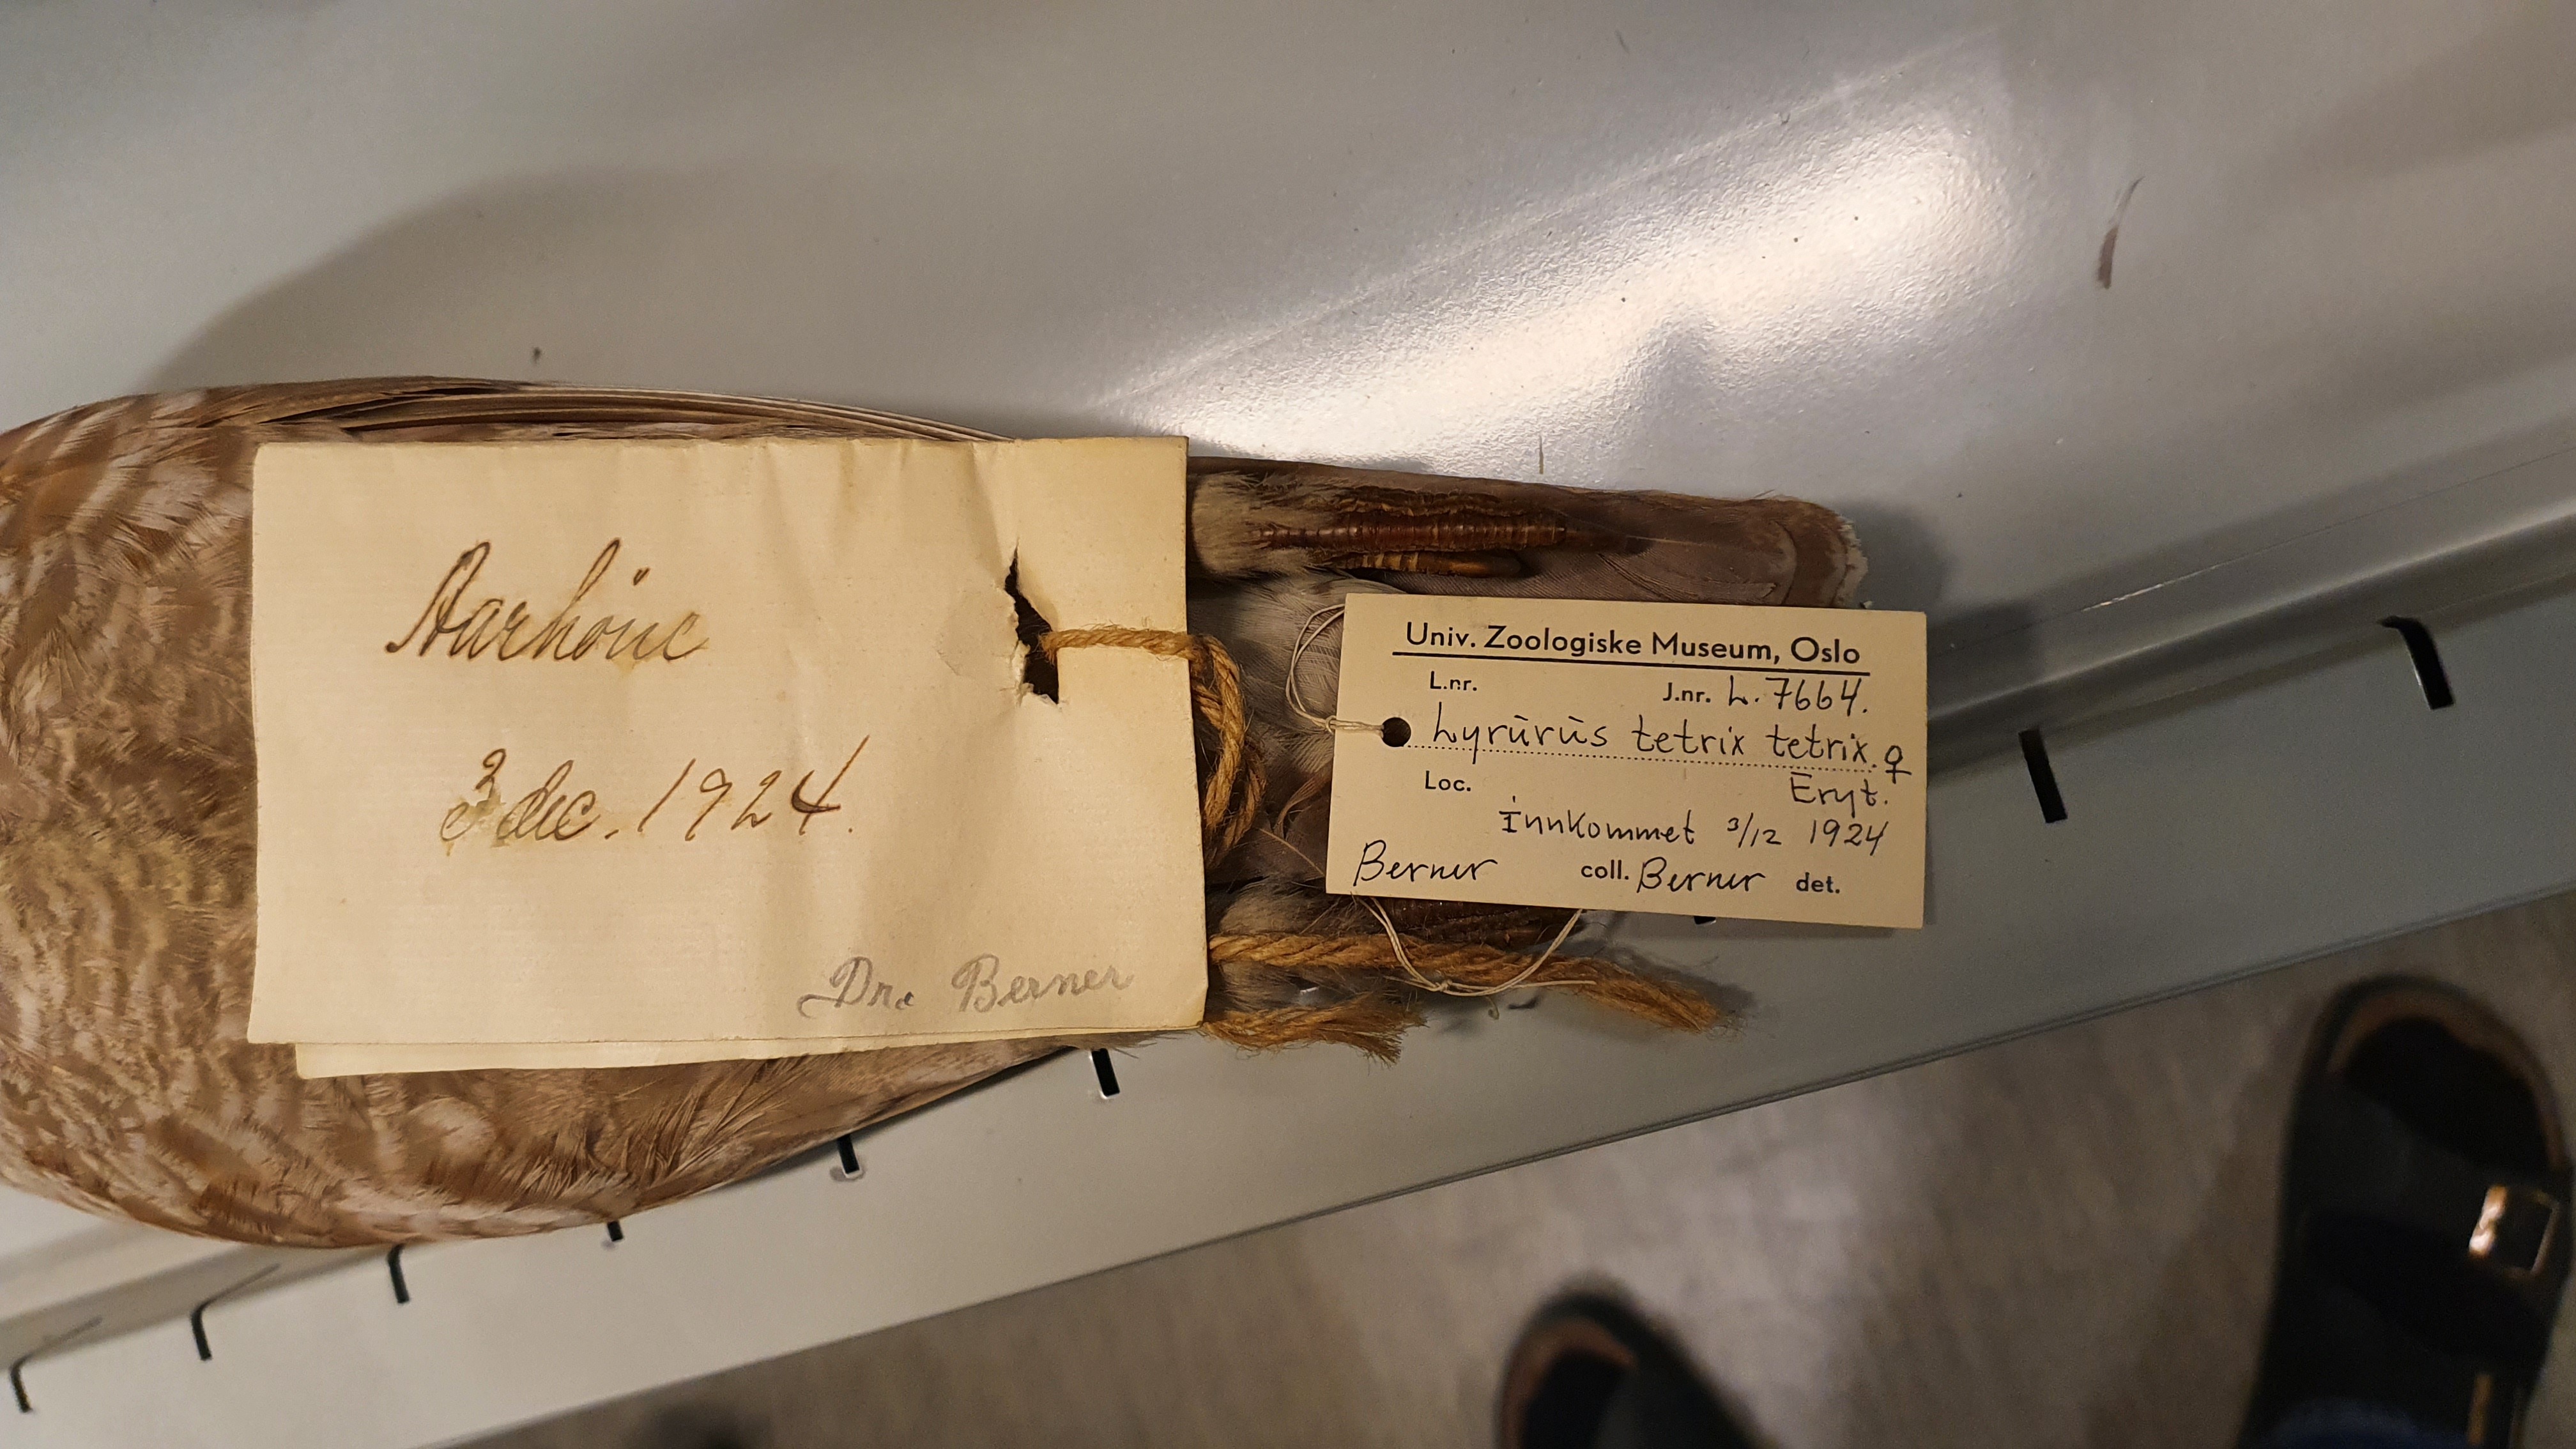 Aarhöne
3 dec. 1924.
Dr. Berner
Univ. Zoologiske Museum, Oslo
L.nr. J.nr. L. 7664.
Lyrurus tetrix tetrix. ♀
Loc. Eryt.
innkommet 3/12 1924
Berner coll. Berner det.